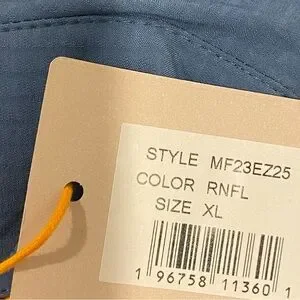 STYLE MF23EZ25
COLOR RNFL
SIZE XL
1 96758 11360 1